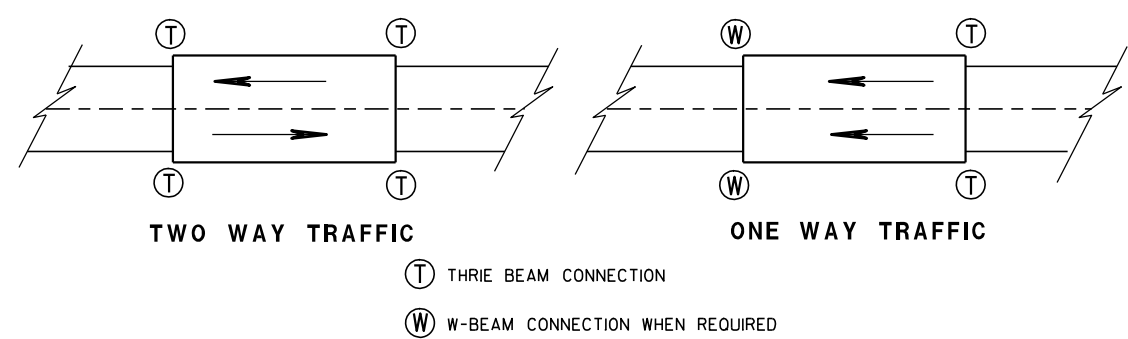 T T W T
T T W T
TWO WAY TRAFFIC
ONE WAY TRAFFIC
T THRIE BEAM CONNECTION
W W-BEAM CONNECTION WHEN REQUIRED